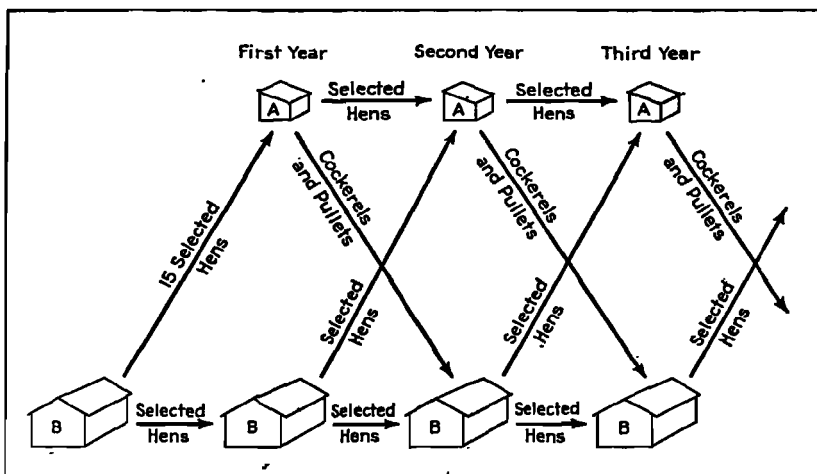 First Year Second Year Third Year
A
Selected
Hens
A
Selected
Hens
A
15 Selected
Hens
Cockerels
and Pullets
Selected
Hens
Cockerels
and Pullets
Selected
Hens
Cockerels
and Pullets
Selected
Hens
B
Selected
Hens
B
Selected
Hens
B
Selected
Hens
B